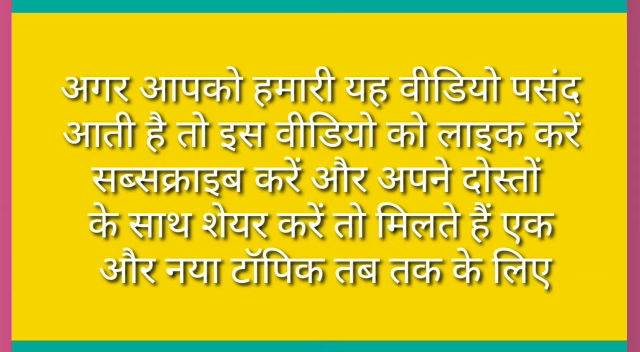 अगर आपको हमारी यह वीडियो पसंद
आती है तो इस वीडियो को लाइक करें
सब्सक्राइब करें और अपने दोस्तों
के साथ शेयर करें तो मिलते हैं एक
और नया टॉपिक तब तक के लिए